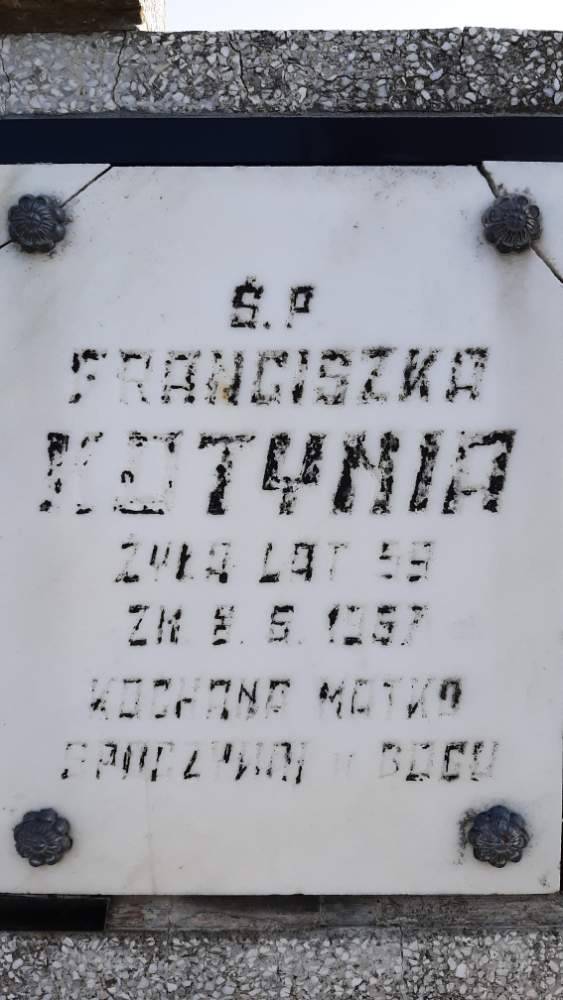 Ś.P
FRANCISZKA
KOTYNIA
ŻYŁA LAT
ZM.
KOCHANA MATKO
SPOCZYWAJ W BOGU